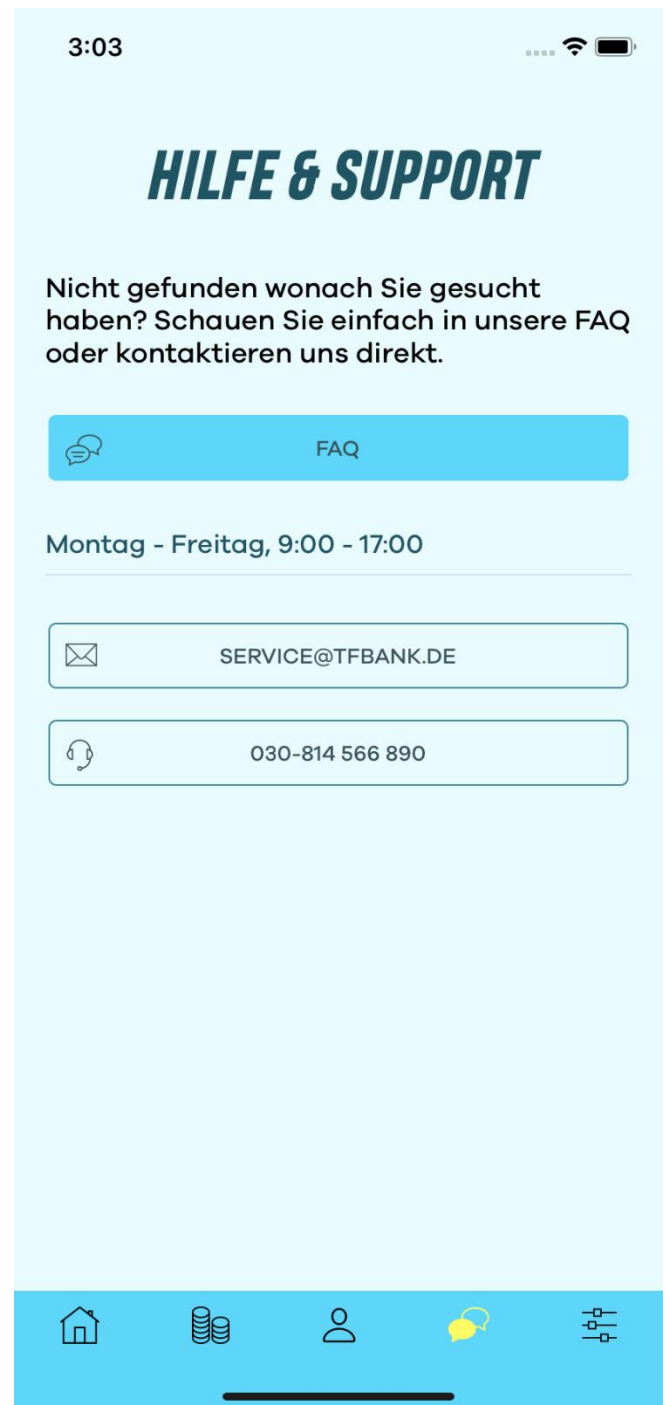 3:03
HILFE & SUPPORT
Nicht gefunden wonach Sie gesucht
haben? Schauen Sie einfach in unsere FAQ
oder kontaktieren uns direkt.
FAQ
Montag - Freitag, 9:00 - 17:00
SERVICE@TFBANK.DE
030-814 566 890